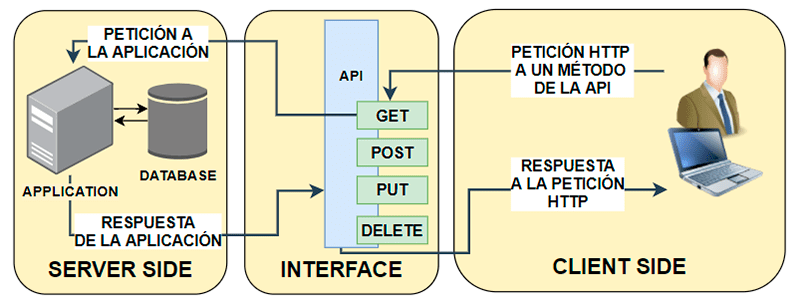 PETICIÓN A
LA APLICACIÓN
APPLICATION
DATABASE
RESPUESTA
DE LA APLICACIÓN
SERVER SIDE
API
GET
POST
PUT
DELETE
INTERFACE
PETICIÓN HTTP
A UN MÉTODO
DE LA API
RESPUESTA
A LA PETICIÓN
HTTP
CLIENT SIDE